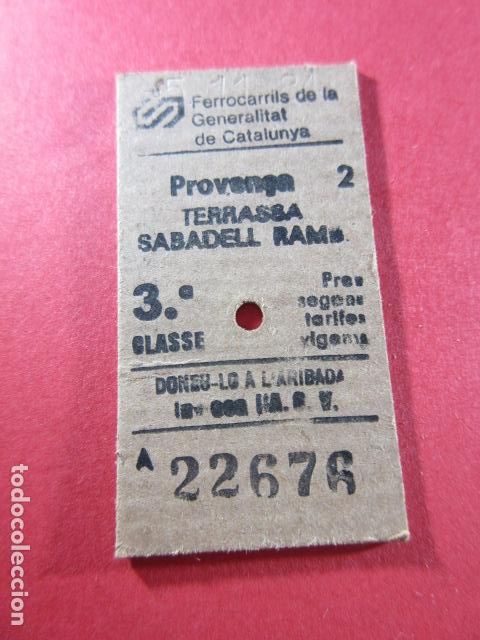 Ferrocarrils de la
Generalitat
de Catalunya
Provença 2
TERRASSA
SABADELL RAMB.
3.ª
CLASSE
Preu
segons
tarifes
vigents
DONEU-LO A L'ARIBADA
A 22676
todocoleccion